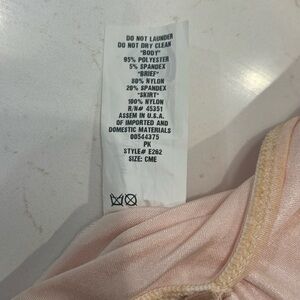 DO NOT LAUNDER
DO NOT DRY CLEAN
"BODY"
95% POLYESTER
5% SPANDEX
"BRIEF"
80% NYLON
20% SPANDEX
"SKIRT"
100% NYLON
R/N# 45351
ASSEM IN U.S.A.
OF IMPORTED AND
DOMESTIC MATERIALS
00544375
PK
STYLE# E262
SIZE: CME